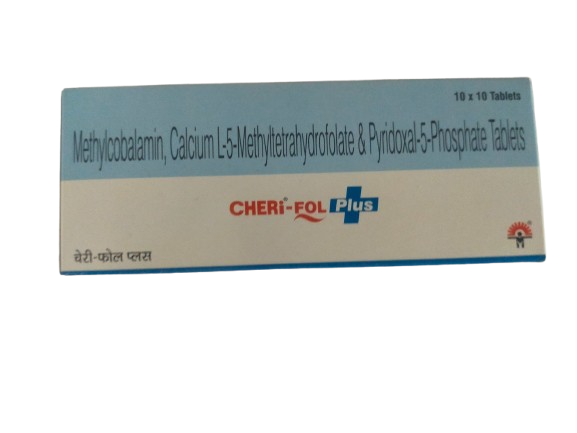 10 x 10 Tablets
Methylcobalamin, Calcium L-5-Methyltetrahydrofolate & Pyridoxal-5-Phosphate Tablets
CHERi®-FOL Plus
चेरी-फोल प्लस